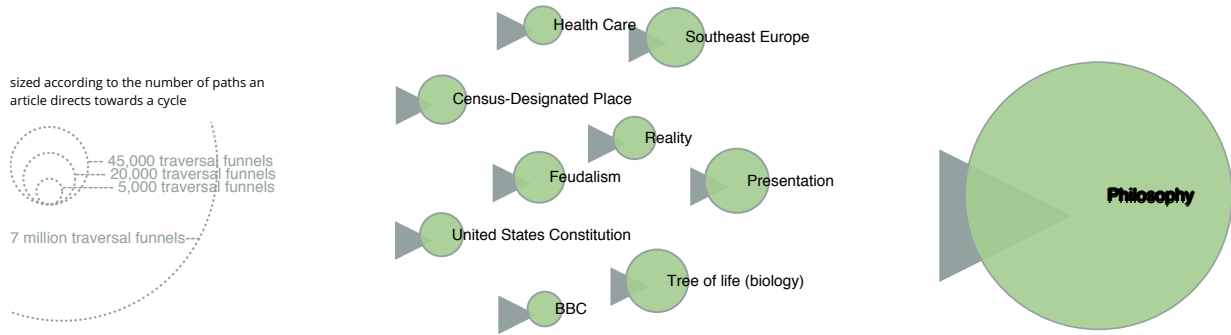 sized according to the number of paths an
article directs towards a cycle
45,000 traversal funnels
20,000 traversal funnels
5,000 traversal funnels
7 million traversal funnels
Health Care
Southeast Europe
Census-Designated Place
Reality
Feudalism
Presentation
United States Constitution
Tree of life (biology)
BBC
Philosophy